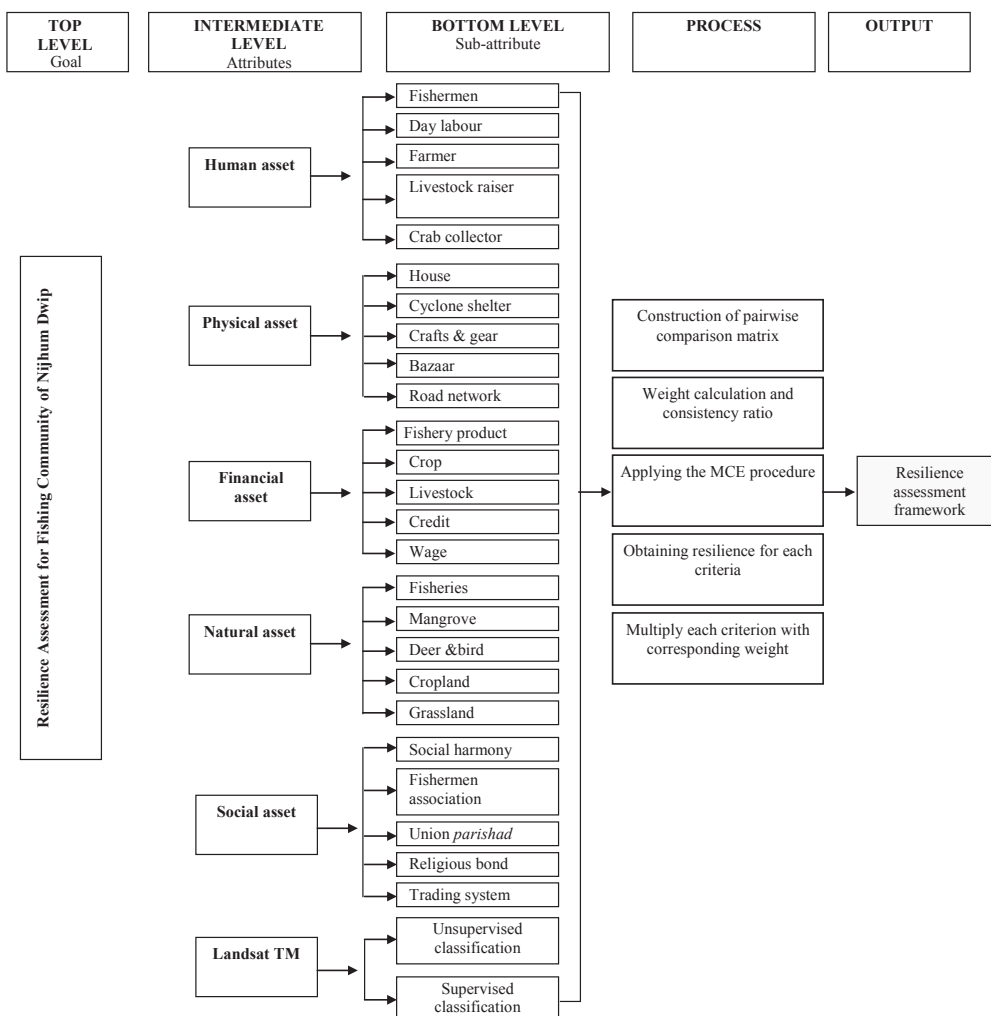 TOP
LEVEL
Goal
INTERMEDIATE
LEVEL
Attributes
BOTTOM LEVEL
Sub-attribute
PROCESS
OUTPUT
Resilience Assessment for Fishing Community of Nijhum Dwip
Human asset
Fishermen
Day labour
Farmer
Livestock raiser
Crab collector
Physical asset
House
Cyclone shelter
Crafts & gear
Bazaar
Road network
Financial
asset
Fishery product
Crop
Livestock
Credit
Wage
Natural asset
Fisheries
Mangrove
Deer &bird
Cropland
Grassland
Social asset
Social harmony
Fishermen
association
Union parishad
Religious bond
Trading system
Landsat TM
Unsupervised
classification
Supervised
classification
Construction of pairwise
comparison matrix
Weight calculation and
consistency ratio
Applying the MCE procedure
Obtaining resilience for each
criteria
Multiply each criterion with
corresponding weight
Resilience
assessment
framework